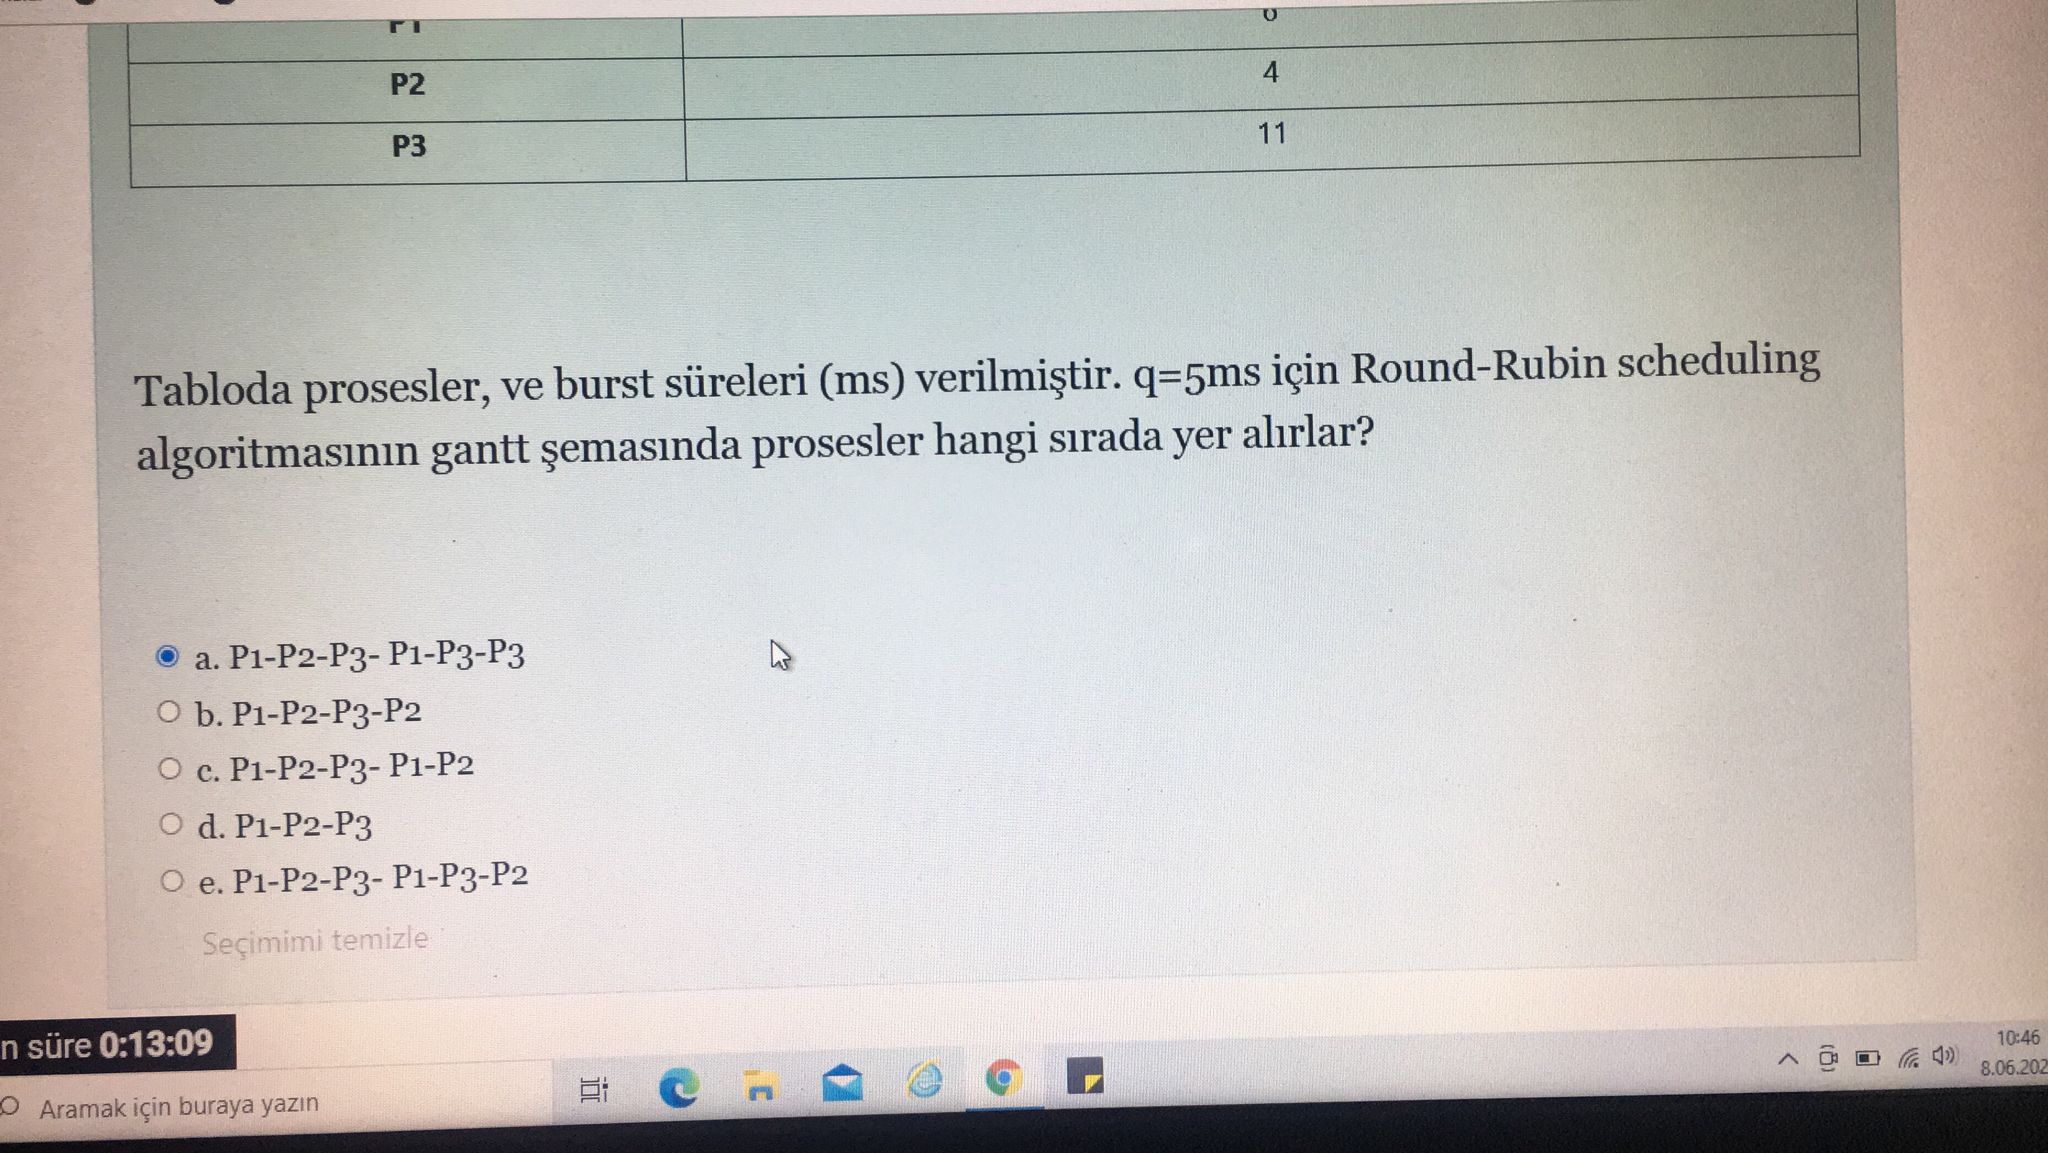 P2 4
P3 11
Tabloda prosesler, ve burst süreleri (ms) verilmiştir. q=5ms için Round-Rubin scheduling
algoritmasının gantt şemasında prosesler hangi sırada yer alırlar?
a. P1-P2-P3- P1-P3-P3
b. P1-P2-P3-P2
c. P1-P2-P3- P1-P2
d. P1-P2-P3
e. P1-P2-P3- P1-P3-P2
Seçimimi temizle
n süre 0:13:09
Aramak için buraya yazın
10:46
8.06.202